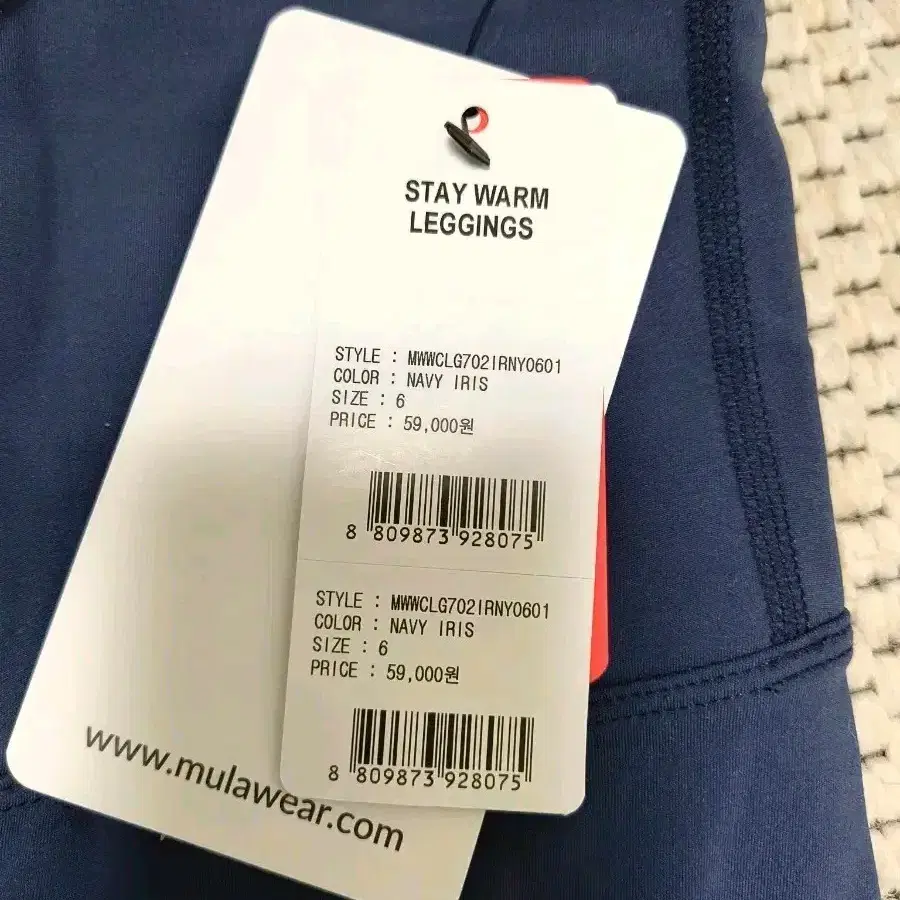 STAY WARM
LEGGINGS
STYLE : MWWCLG702IRNY0601
COLOR : NAVY IRIS
SIZE : 6
PRICE : 59,000원
8 809873 928075
STYLE : MWWCLG702IRNY0601
COLOR : NAVY IRIS
SIZE : 6
PRICE : 59,000원
8 809873 928075
www.mulawear.com